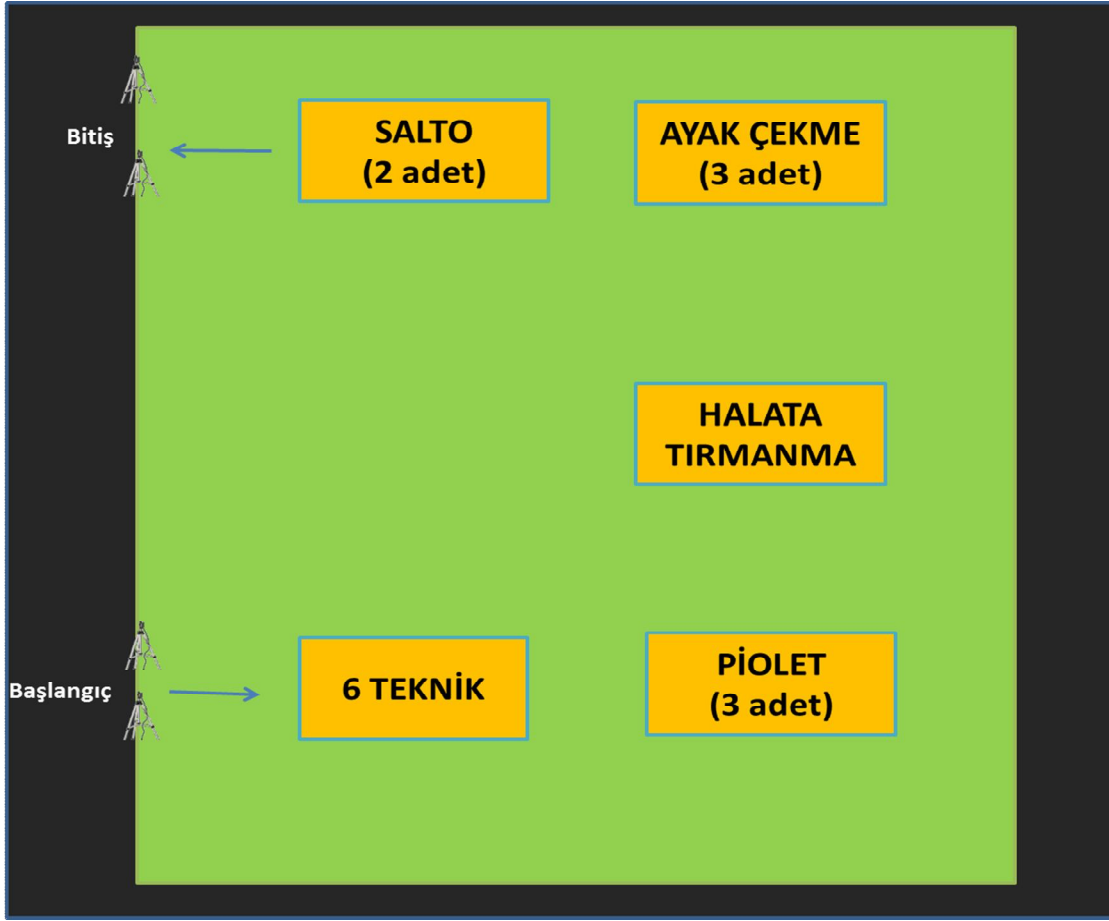 Bitiş
SALTO
(2 adet)
AYAK ÇEKME
(3 adet)
HALATA
TIRMANMA
Başlangıç
6 TEKNİK
PİOLET
(3 adet)